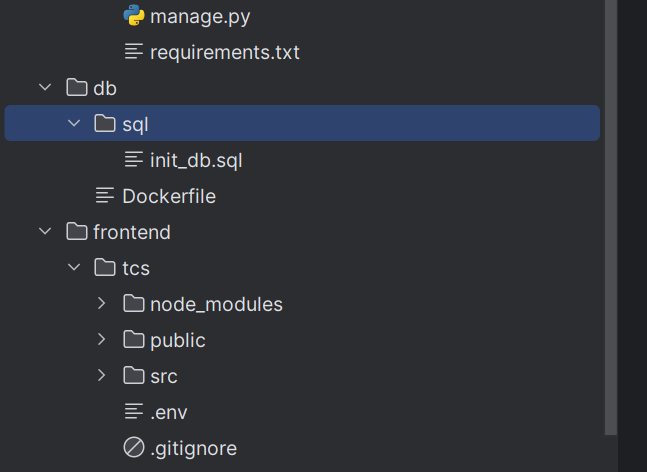 manage.py
requirements.txt
db
sql
init_db.sql
Dockerfile
frontend
tcs
node_modules
public
src
.env
.gitignore